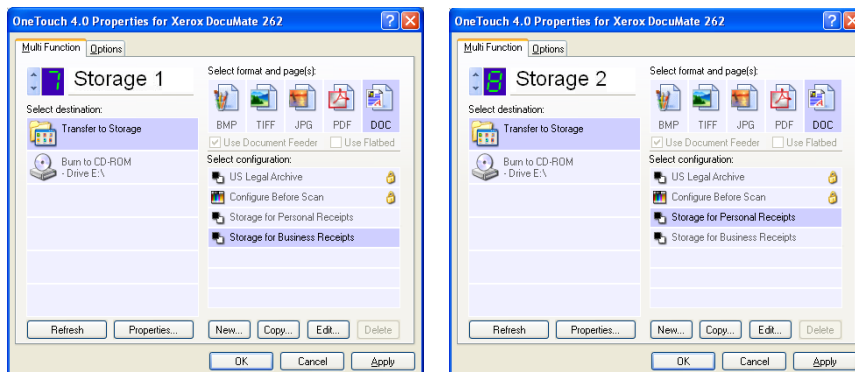 OneTouch 4.0 Properties for Xerox DocuMate 262
Multi Function
Options
7
Storage 1
Select format and page(s):
BMP
TIFF
JPG
PDF
DOC
Use Document Feeder
Use Flatbed
Select destination:
Transfer to Storage
Burn to CD-ROM
- Drive E:\
Select configuration:
US Legal Archive
Configure Before Scan
Storage for Personal Receipts
Storage for Business Receipts
Refresh
Properties...
New...
Copy...
Edit...
Delete
OK
Cancel
Apply
OneTouch 4.0 Properties for Xerox DocuMate 262
Multi Function
Options
8
Storage 2
Select format and page(s):
BMP
TIFF
JPG
PDF
DOC
Use Document Feeder
Use Flatbed
Select destination:
Transfer to Storage
Burn to CD-ROM
- Drive E:\
Select configuration:
US Legal Archive
Configure Before Scan
Storage for Personal Receipts
Storage for Business Receipts
Refresh
Properties...
New...
Copy...
Edit...
Delete
OK
Cancel
Apply